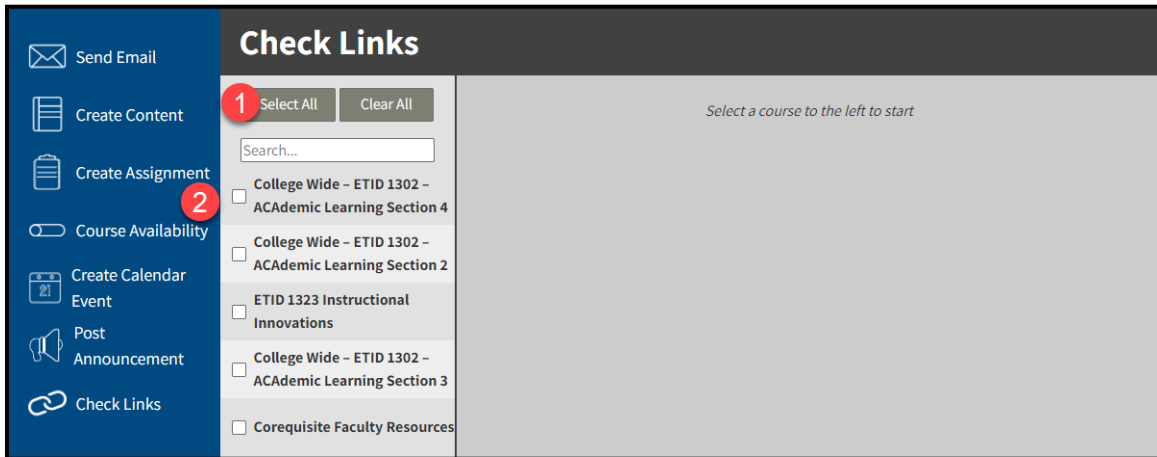 Send Email
Create Content
Create Assignment
2
Course Availability
Create Calendar
Event
21
Post
Announcement
Check Links
Check Links
1
Select All
Clear All
Search...
College Wide – ETID 1302 –
ACAdemic Learning Section 4
College Wide – ETID 1302 –
ACAdemic Learning Section 2
ETID 1323 Instructional
Innovations
College Wide – ETID 1302 –
ACAdemic Learning Section 3
Corequisite Faculty Resources
Select a course to the left to start